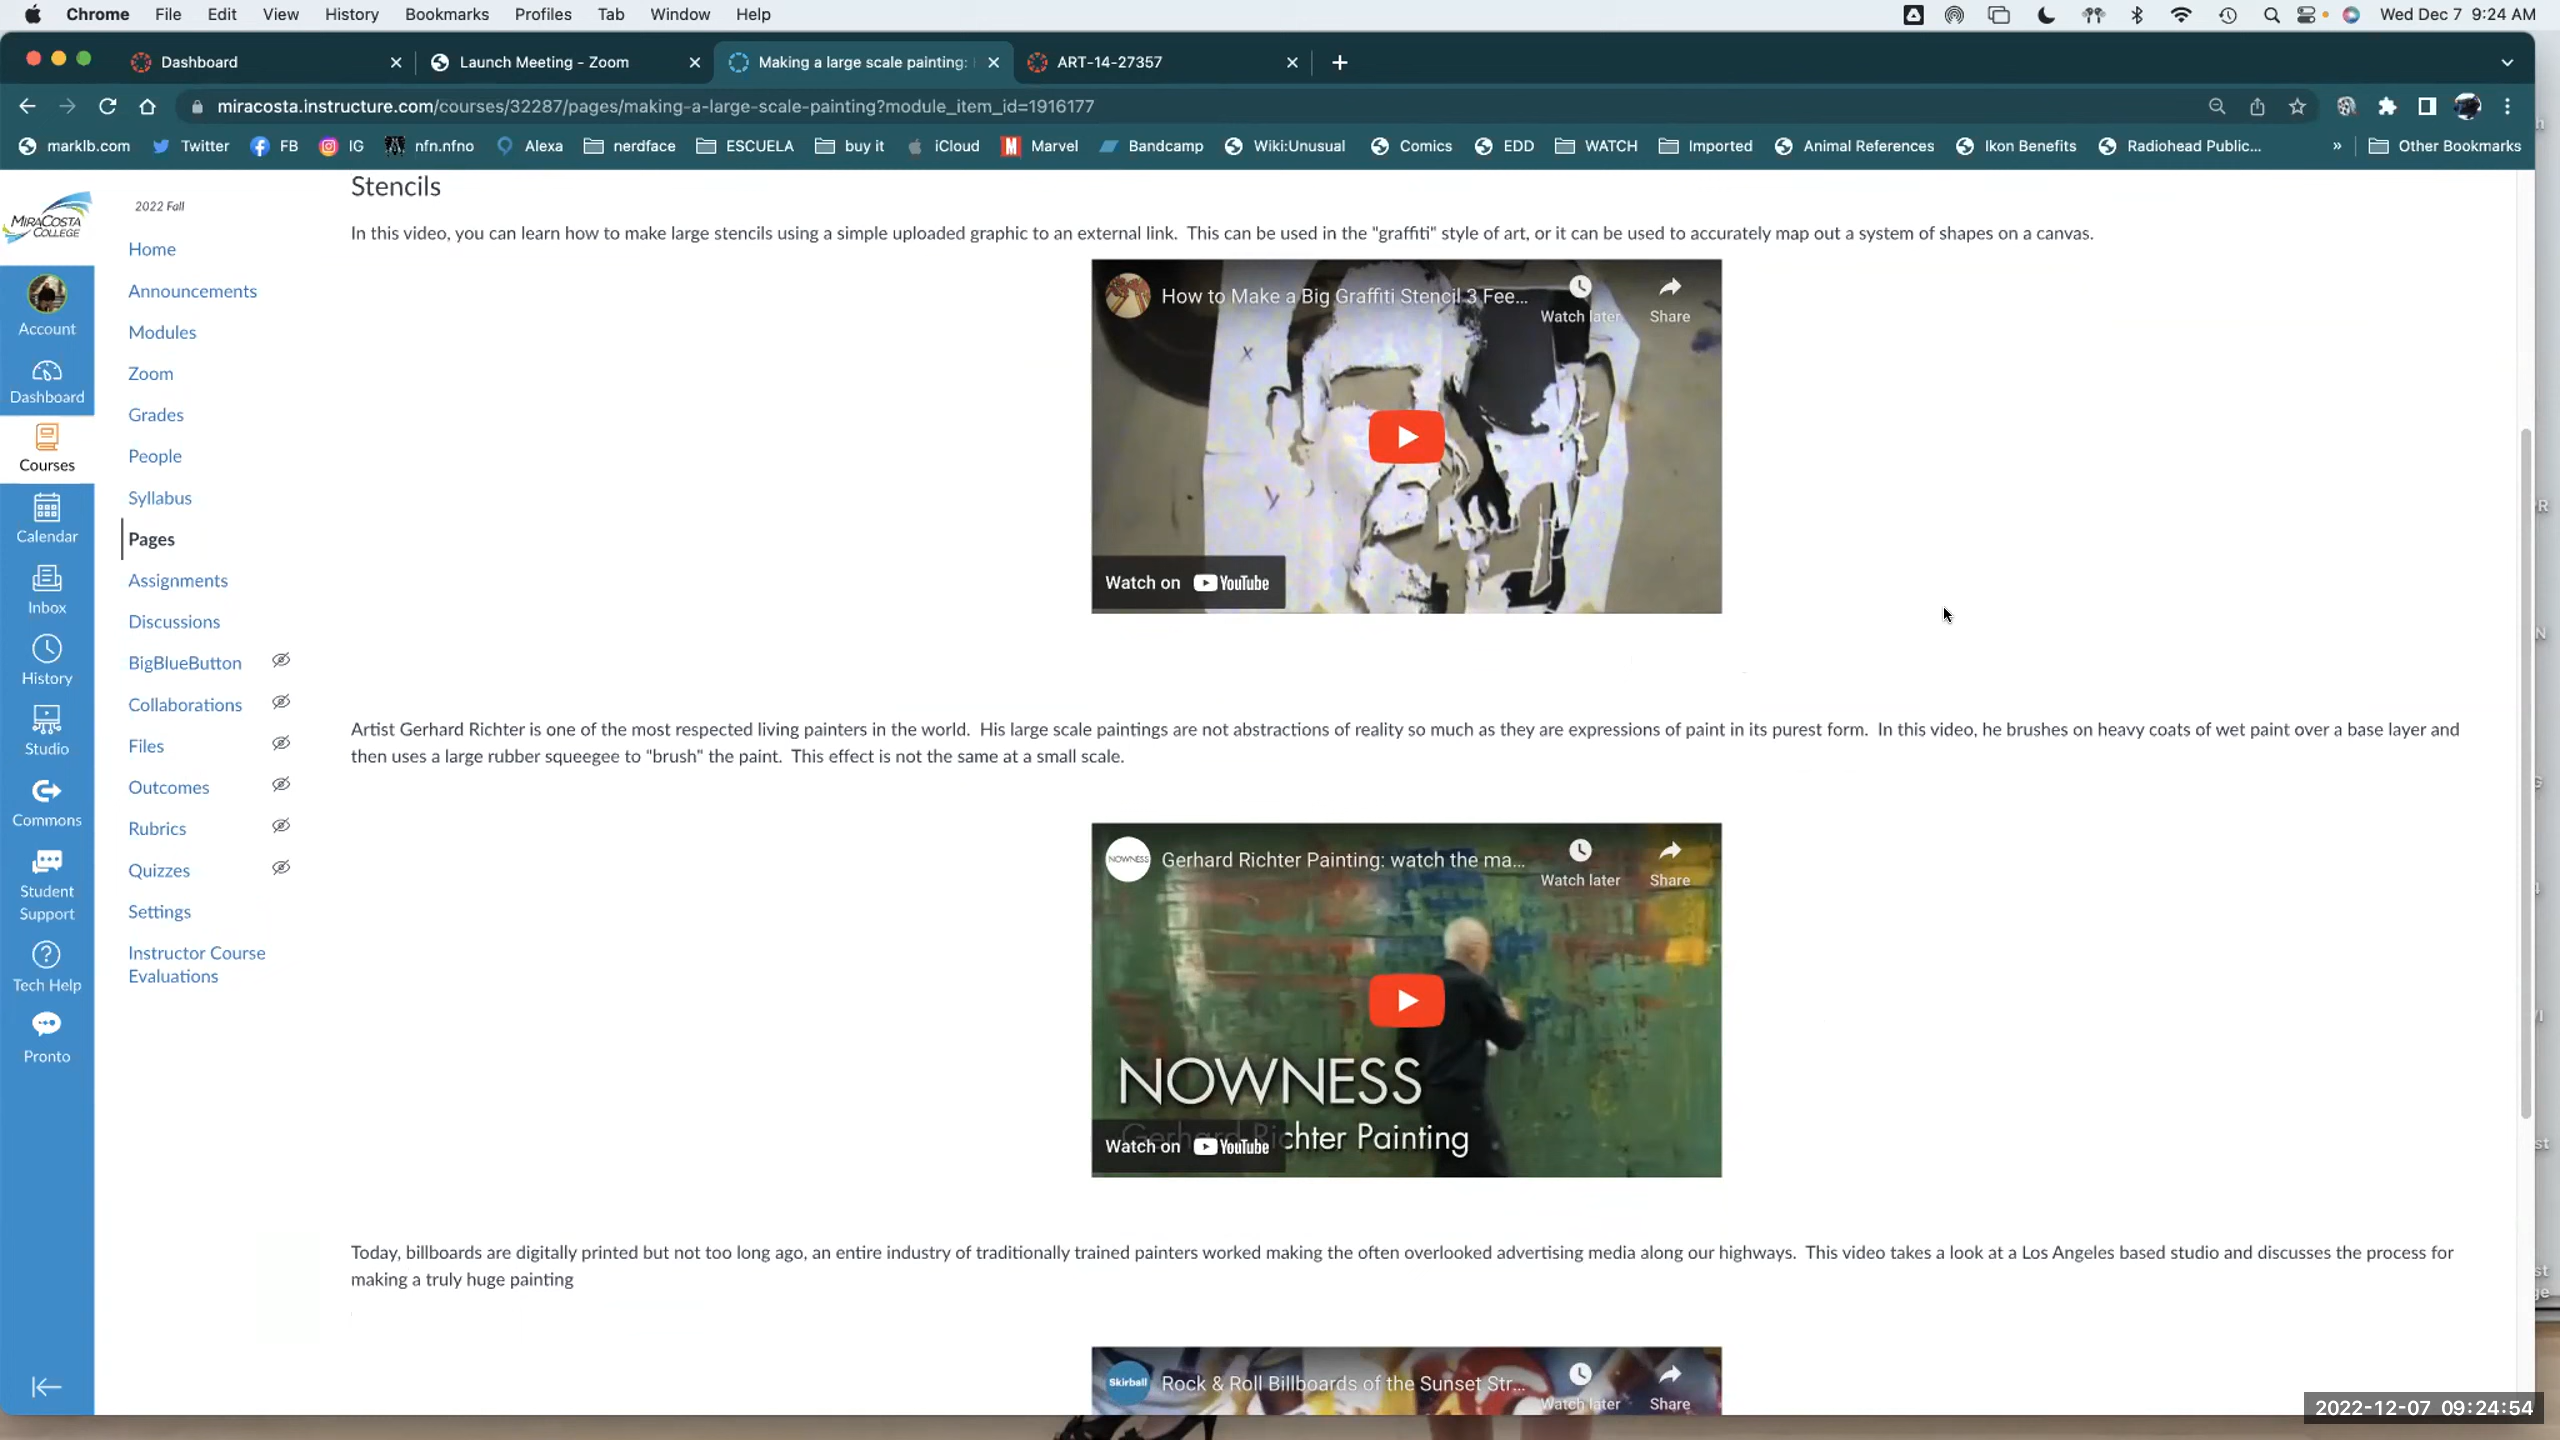 Chrome File Edit View History Bookmarks Profiles Tab Window Help Wed Dec 7 9:24 AM
Dashboard Launch Meeting - Zoom Making a large scale painting: ART-14-27357
miracosta.instructure.com/courses/32287/pages/making-a-large-scale-painting?module_item_id=1916177
marklb.com Twitter FB IG nfn.nfno Alexa nerdface ESCUELA buy it iCloud Marvel Bandcamp Wiki:Unusual Comics EDD WATCH Imported Animal References Ikon Benefits Radiohead Public... » Other Bookmarks
MIRACOSTA
COLLEGE
Account
Dashboard
Courses
Calendar
Inbox
History
Studio
Commons
Student
Support
Tech Help
Pronto
2022 Fall
Home
Announcements
Modules
Zoom
Grades
People
Syllabus
Pages
Assignments
Discussions
BigBlueButton
Collaborations
Files
Outcomes
Rubrics
Quizzes
Settings
Instructor Course
Evaluations
Stencils
In this video, you can learn how to make large stencils using a simple uploaded graphic to an external link. This can be used in the "graffiti" style of art, or it can be used to accurately map out a system of shapes on a canvas.
How to Make a Big Graffiti Stencil 3 Fee...
Watch later Share
X
Y
Watch on YouTube
Artist Gerhard Richter is one of the most respected living painters in the world. His large scale paintings are not abstractions of reality so much as they are expressions of paint in its purest form. In this video, he brushes on heavy coats of wet paint over a base layer and
then uses a large rubber squeegee to "brush" the paint. This effect is not the same at a small scale.
NOWNESS Gerhard Richter Painting: watch the ma...
Watch later Share
NOWNESS
Gerhard Richter Painting
Watch on YouTube
Today, billboards are digitally printed but not too long ago, an entire industry of traditionally trained painters worked making the often overlooked advertising media along our highways. This video takes a look at a Los Angeles based studio and discusses the process for
making a truly huge painting
Skirball Rock & Roll Billboards of the Sunset Str...
Watch later Share
2022-12-07 09:24:54